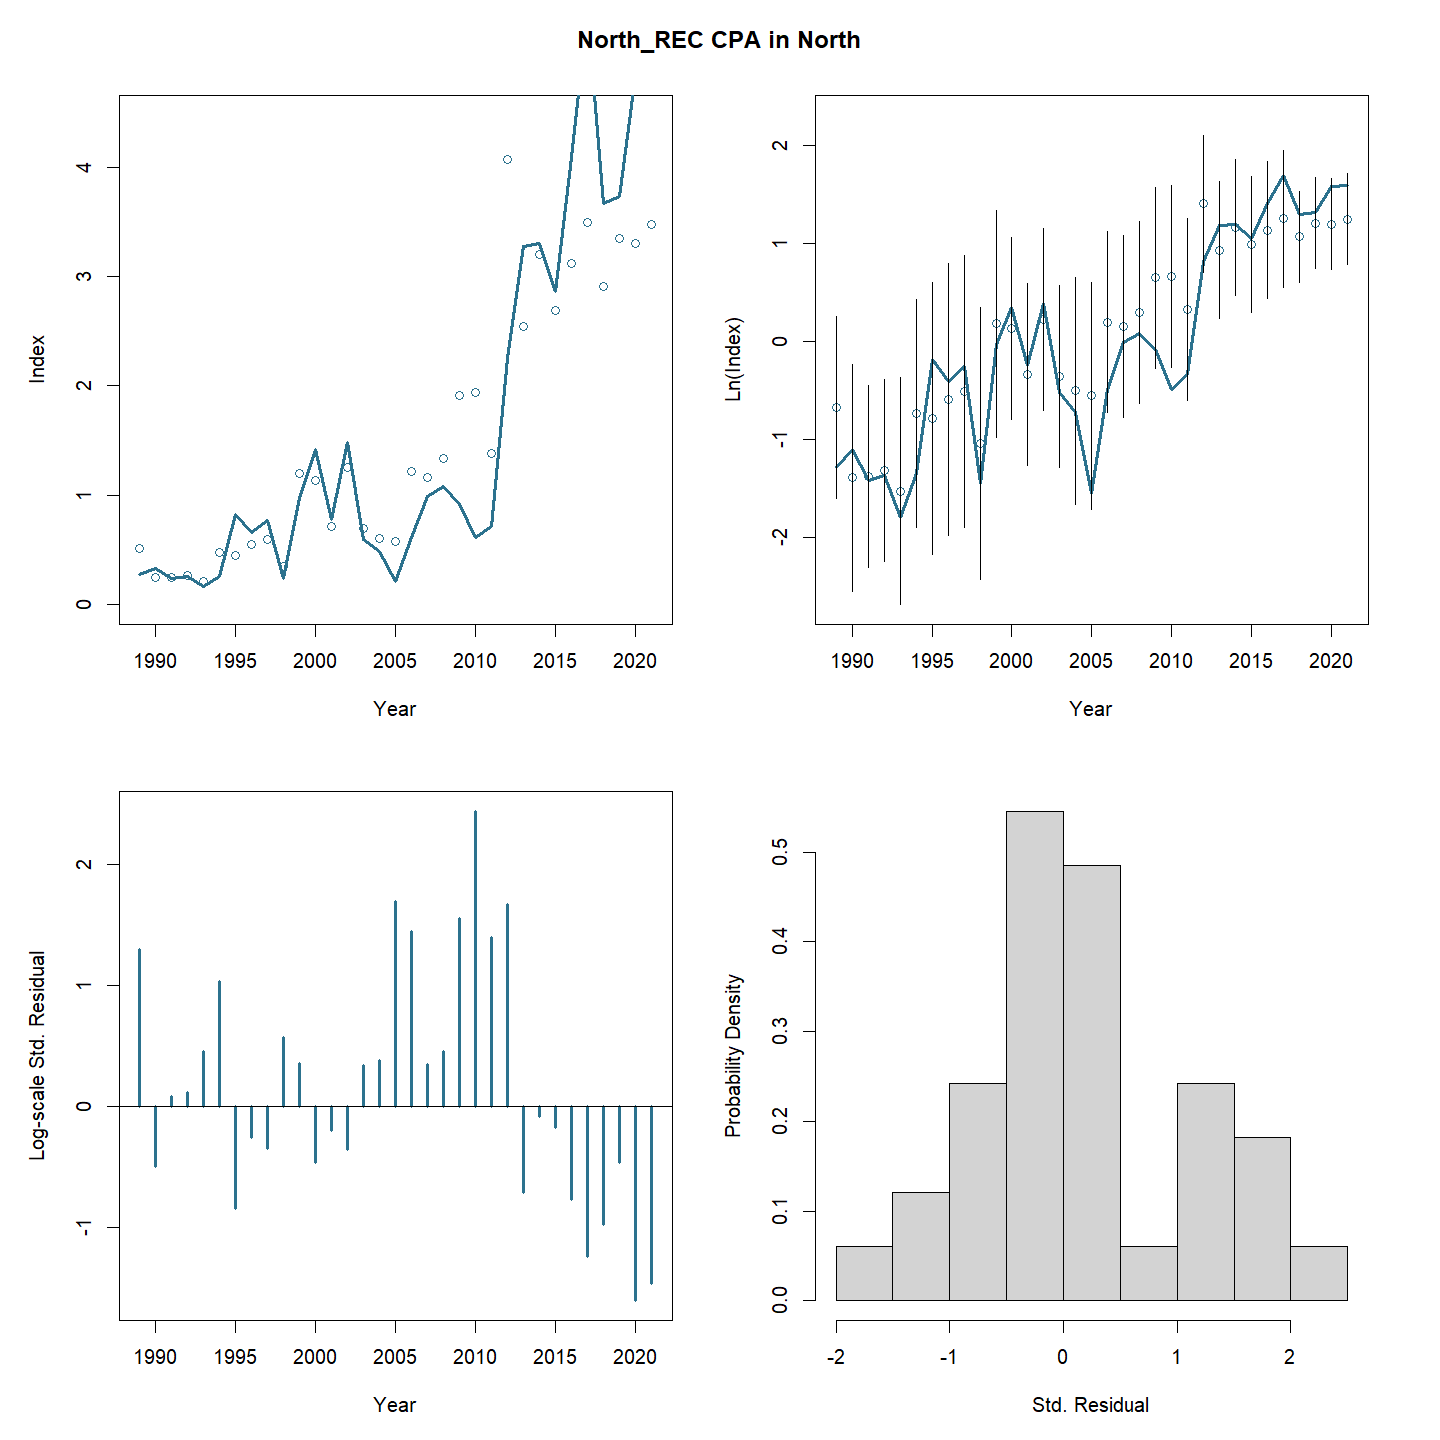 North_REC CPA in North
Index
4
3
2
1
0
1990 1995 2000 2005 2010 2015 2020
Year
Ln(Index)
2
1
0
-1
-2
1990 1995 2000 2005 2010 2015 2020
Year
Log-scale Std. Residual
2
1
0
-1
1990 1995 2000 2005 2010 2015 2020
Year
Probability Density
0.5
0.4
0.3
0.2
0.1
0.0
-2 -1 0 1 2
Std. Residual